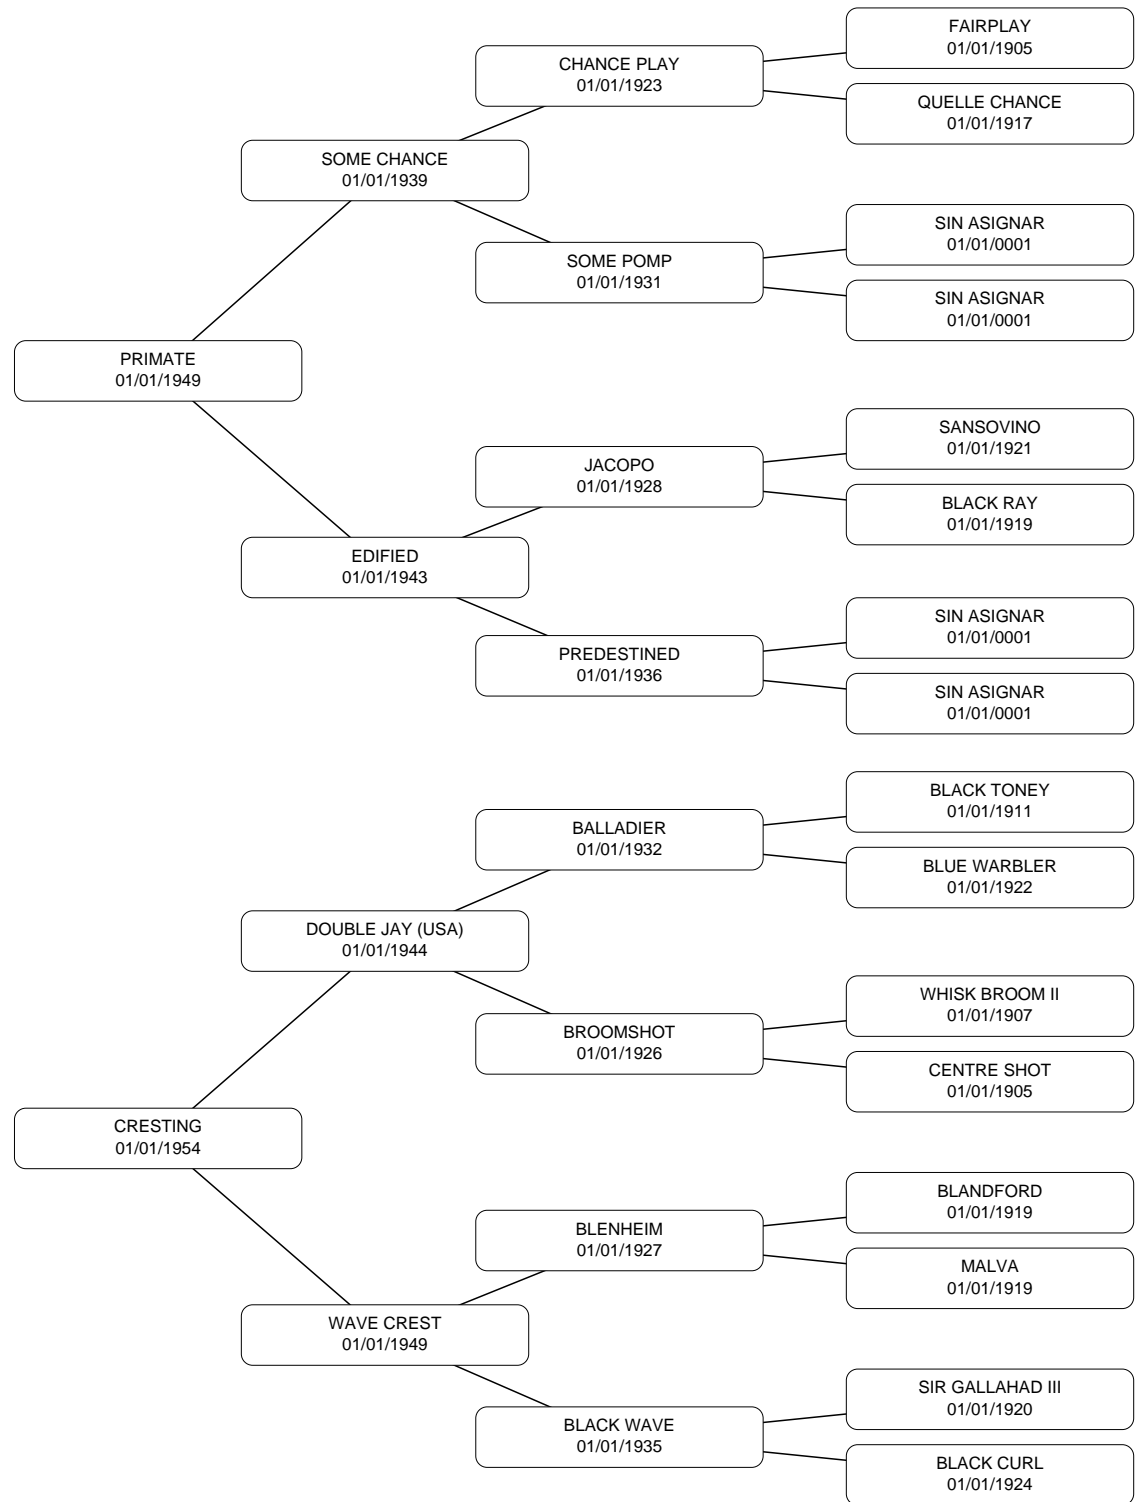 FAIRPLAY
01/01/1905
CHANCE PLAY
01/01/1923
QUELLE CHANCE
01/01/1917
SOME CHANCE
01/01/1939
SIN ASIGNAR
01/01/0001
SOME POMP
01/01/1931
SIN ASIGNAR
01/01/0001
PRIMATE
01/01/1949
SANSOVINO
01/01/1921
JACOPO
01/01/1928
BLACK RAY
01/01/1919
EDIFIED
01/01/1943
SIN ASIGNAR
01/01/0001
PREDESTINED
01/01/1936
SIN ASIGNAR
01/01/0001
BLACK TONEY
01/01/1911
BALLADIER
01/01/1932
BLUE WARBLER
01/01/1922
DOUBLE JAY (USA)
01/01/1944
WHISK BROOM II
01/01/1907
BROOMSHOT
01/01/1926
CENTRE SHOT
01/01/1905
CRESTING
01/01/1954
BLANDFORD
01/01/1919
BLENHEIM
01/01/1927
MALVA
01/01/1919
WAVE CREST
01/01/1949
SIR GALLAHAD III
01/01/1920
BLACK WAVE
01/01/1935
BLACK CURL
01/01/1924